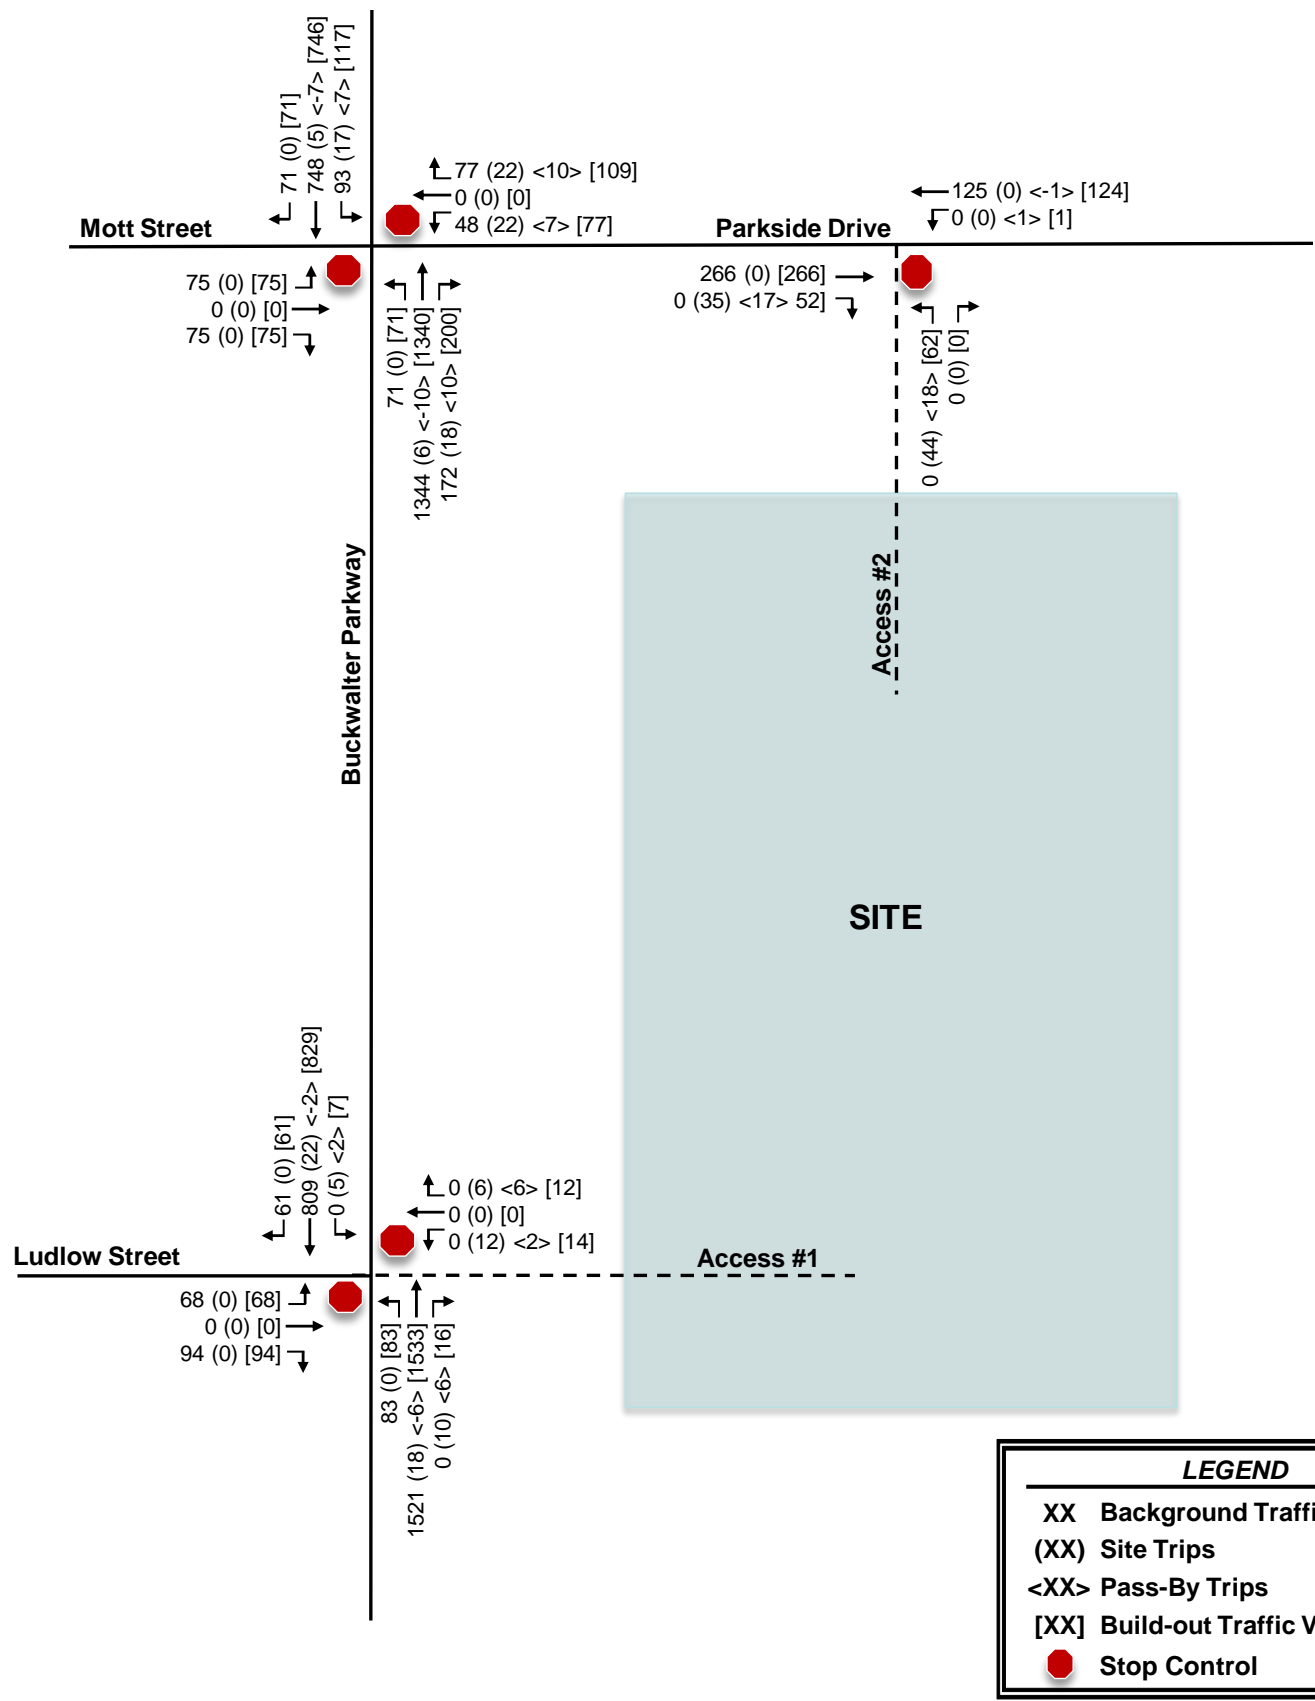 71 (0) [71]
748 (5) <-7> [746]
93 (17) <7> [117]
77 (22) <10> [109]
0 (0) [0]
48 (22) <7> [77]
125 (0) <-1> [124]
0 (0) <1> [1]
Mott Street
Parkside Drive
75 (0) [75]
0 (0) [0]
75 (0) [75]
266 (0) [266]
0 (35) <17> 52]
71 (0) [71]
1344 (6) <-10> [1340]
172 (18) <10> [200]
0 (44) <18> [62]
0 (0) [0]
Buckwalter Parkway
Access #2
SITE
61 (0) [61]
809 (22) <-2> [829]
0 (5) <2> [7]
0 (6) <6> [12]
0 (0) [0]
0 (12) <2> [14]
Ludlow Street
Access #1
68 (0) [68]
0 (0) [0]
94 (0) [94]
83 (0) [83]
1521 (18) <-6> [1533]
0 (10) <6> [16]
LEGEND
XX Background Traffi
(XX) Site Trips
<XX> Pass-By Trips
[XX] Build-out Traffic V
Stop Control